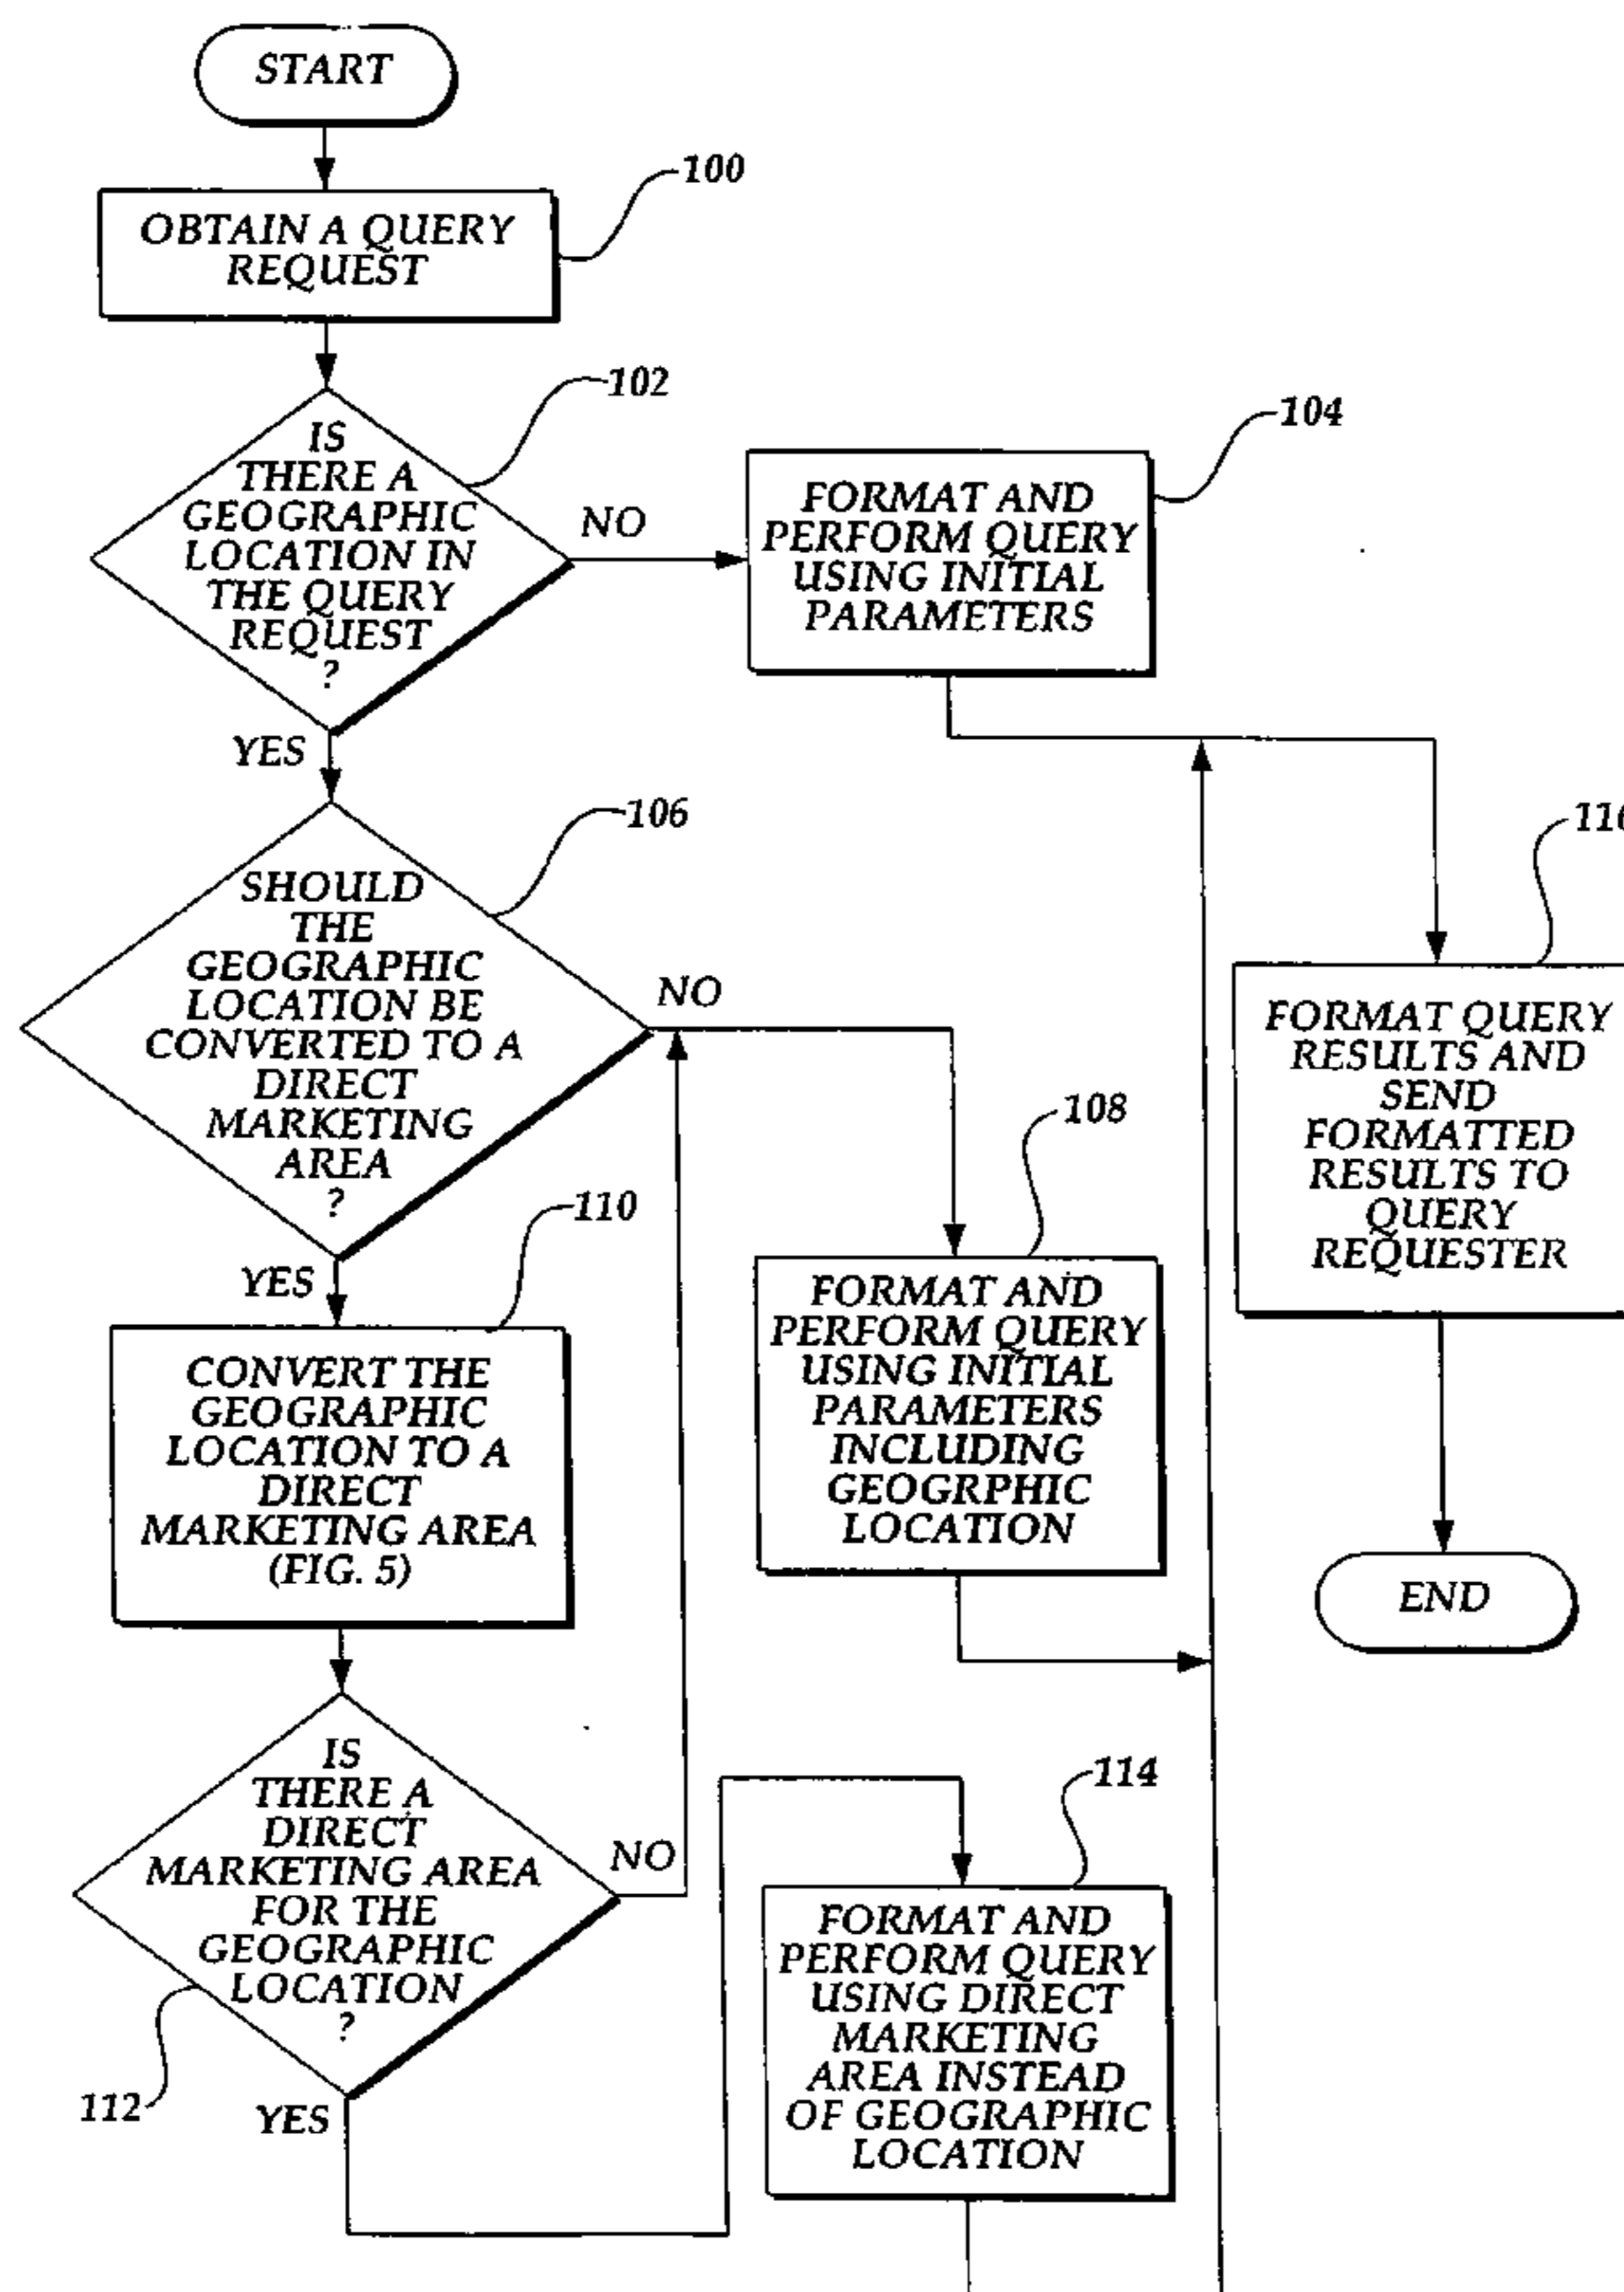 START
100
OBTAIN A QUERY
REQUEST
102
IS
THERE A
GEOGRAPHIC
LOCATION IN
THE QUERY
REQUEST
?
NO
YES
104
FORMAT AND
PERFORM QUERY
USING INITIAL
PARAMETERS
106
SHOULD
THE
GEOGRAPHIC
LOCATION BE
CONVERTED TO A
DIRECT
MARKETING
AREA
?
NO
YES
108
FORMAT AND
PERFORM QUERY
USING INITIAL
PARAMETERS
INCLUDING
GEOGRPHIC
LOCATION
110
CONVERT THE
GEOGRAPHIC
LOCATION TO A
DIRECT
MARKETING AREA
(FIG. 5)
IS
THERE A
DIRECT
MARKETING AREA
FOR THE
GEOGRAPHIC
LOCATION
?
NO
112
YES
114
FORMAT AND
PERFORM QUERY
USING DIRECT
MARKETING
AREA INSTEAD
OF GEOGRAPHIC
LOCATION
FORMAT QUERY
RESULTS AND
SEND
FORMATTED
RESULTS TO
QUERY
REQUESTER
END